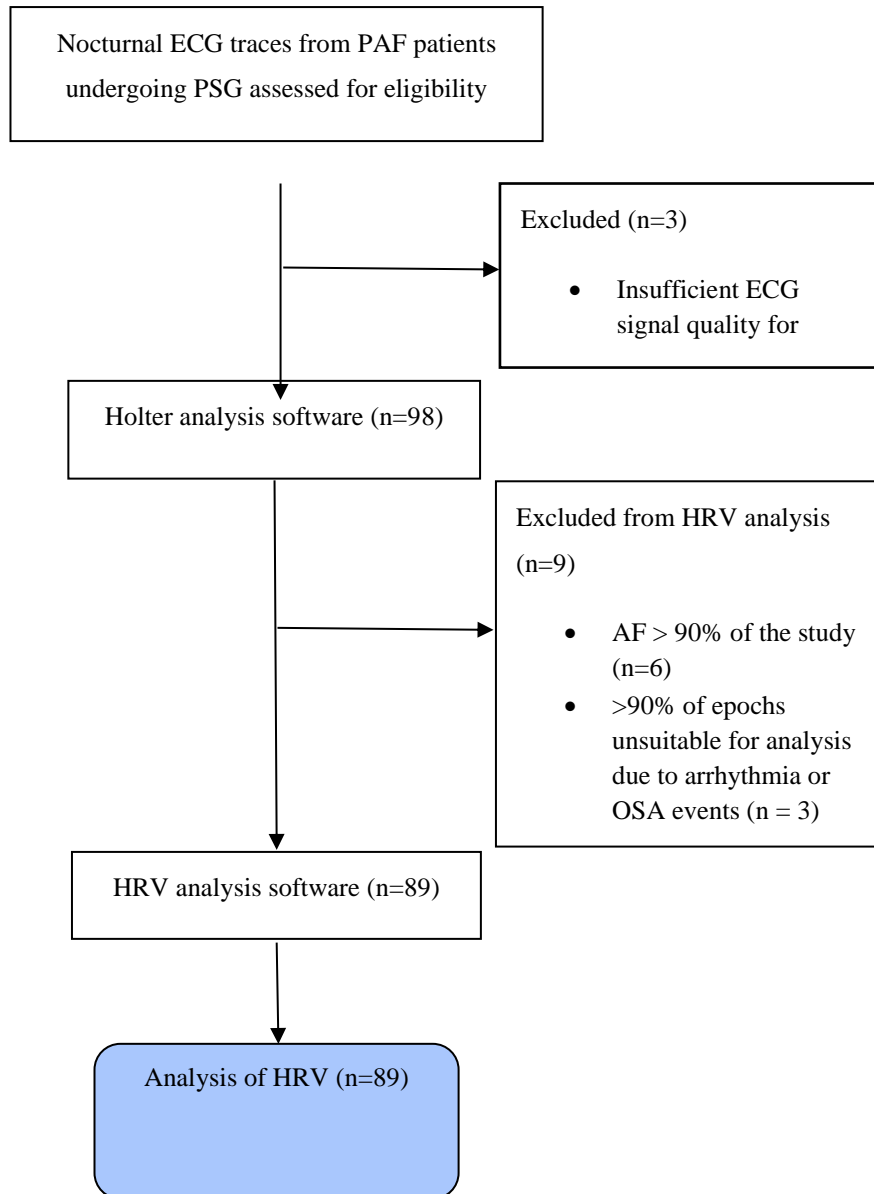 Nocturnal ECG traces from PAF patients
undergoing PSG assessed for eligibility
Excluded (n=3)
• Insufficient ECG
signal quality for
Holter analysis software (n=98)
Excluded from HRV analysis
(n=9)
• AF > 90% of the study
(n=6)
• >90% of epochs
unsuitable for analysis
due to arrhythmia or
OSA events (n = 3)
HRV analysis software (n=89)
Analysis of HRV (n=89)